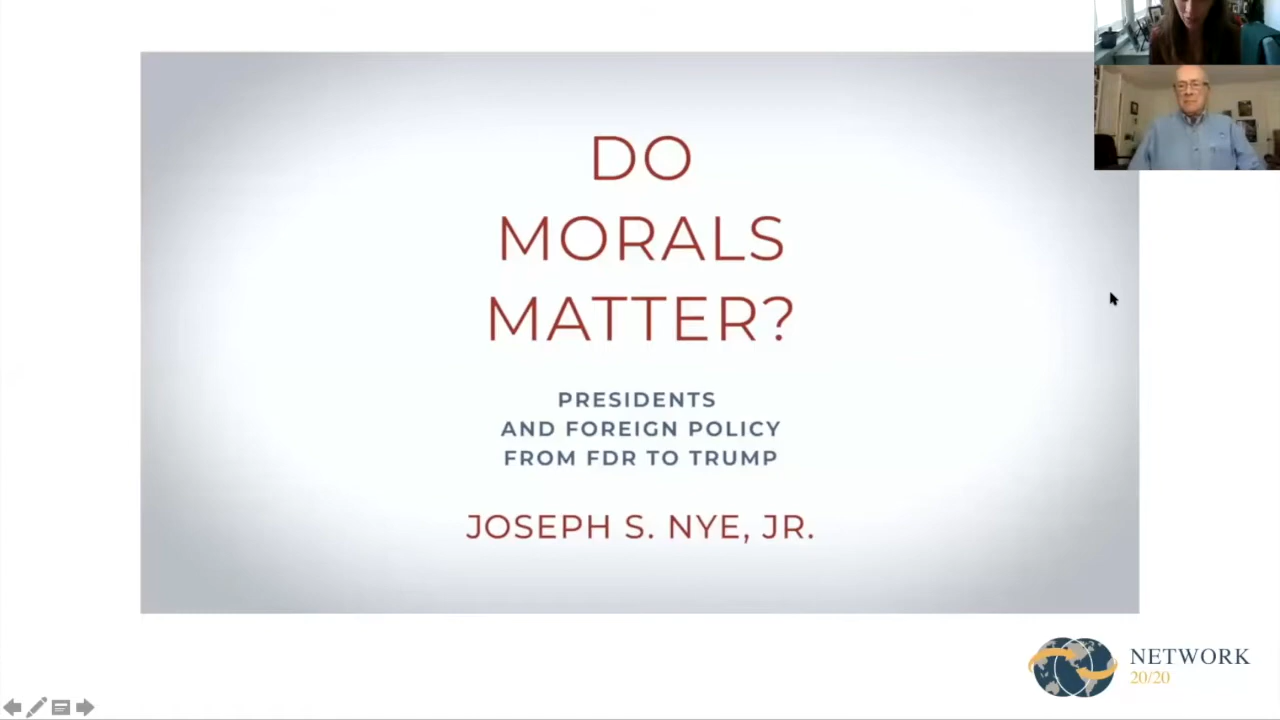 DO
MORALS
MATTER?
PRESIDENTS
AND FOREIGN POLICY
FROM FDR TO TRUMP
JOSEPH S. NYE, JR.
NETWORK
20/20